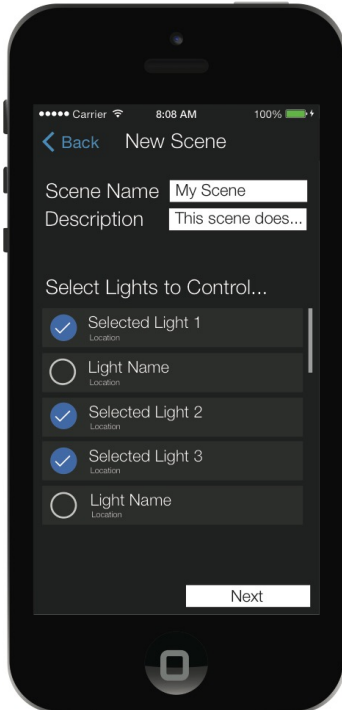 Carrier 8:08 AM 100%
Back New Scene
Scene Name My Scene
Description This scene does...
Select Lights to Control...
Selected Light 1
Location
Light Name
Location
Selected Light 2
Location
Selected Light 3
Location
Light Name
Location
Next